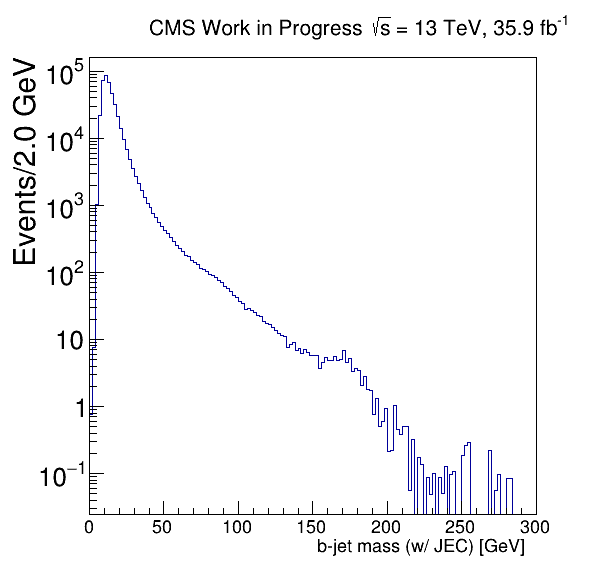 CMS Work in Progress √s = 13 TeV, 35.9 fb⁻¹
Events/2.0 GeV
10⁵
10⁴
10³
10²
10
1
10⁻¹
0 50 100 150 200 250 300
b-jet mass (w/ JEC) [GeV]